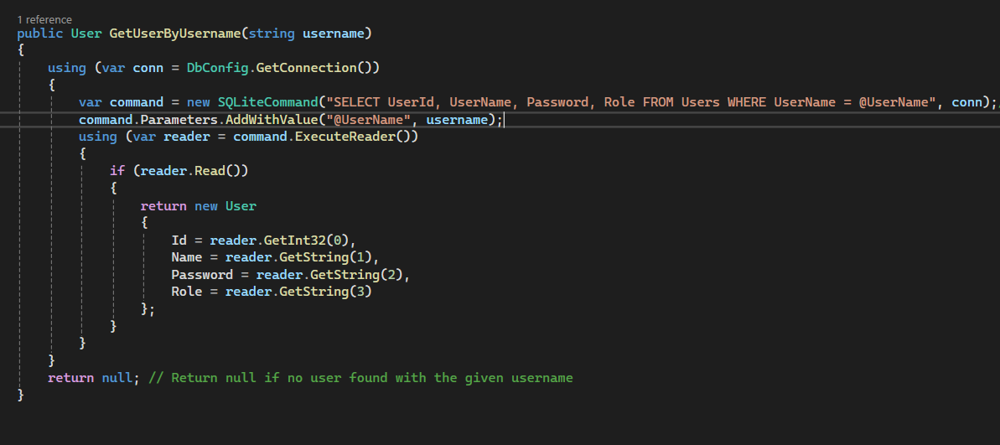 1 reference
public User GetUserByUsername(string username)
{
using (var conn = DbConfig.GetConnection())
{
var command = new SQLiteCommand("SELECT UserId, UserName, Password, Role FROM Users WHERE UserName = @UserName", conn);
command.Parameters.AddWithValue("@UserName", username);
using (var reader = command.ExecuteReader())
{
if (reader.Read())
{
return new User
{
Id = reader.GetInt32(0),
Name = reader.GetString(1),
Password = reader.GetString(2),
Role = reader.GetString(3)
};
}
}
}
return null; // Return null if no user found with the given username
}